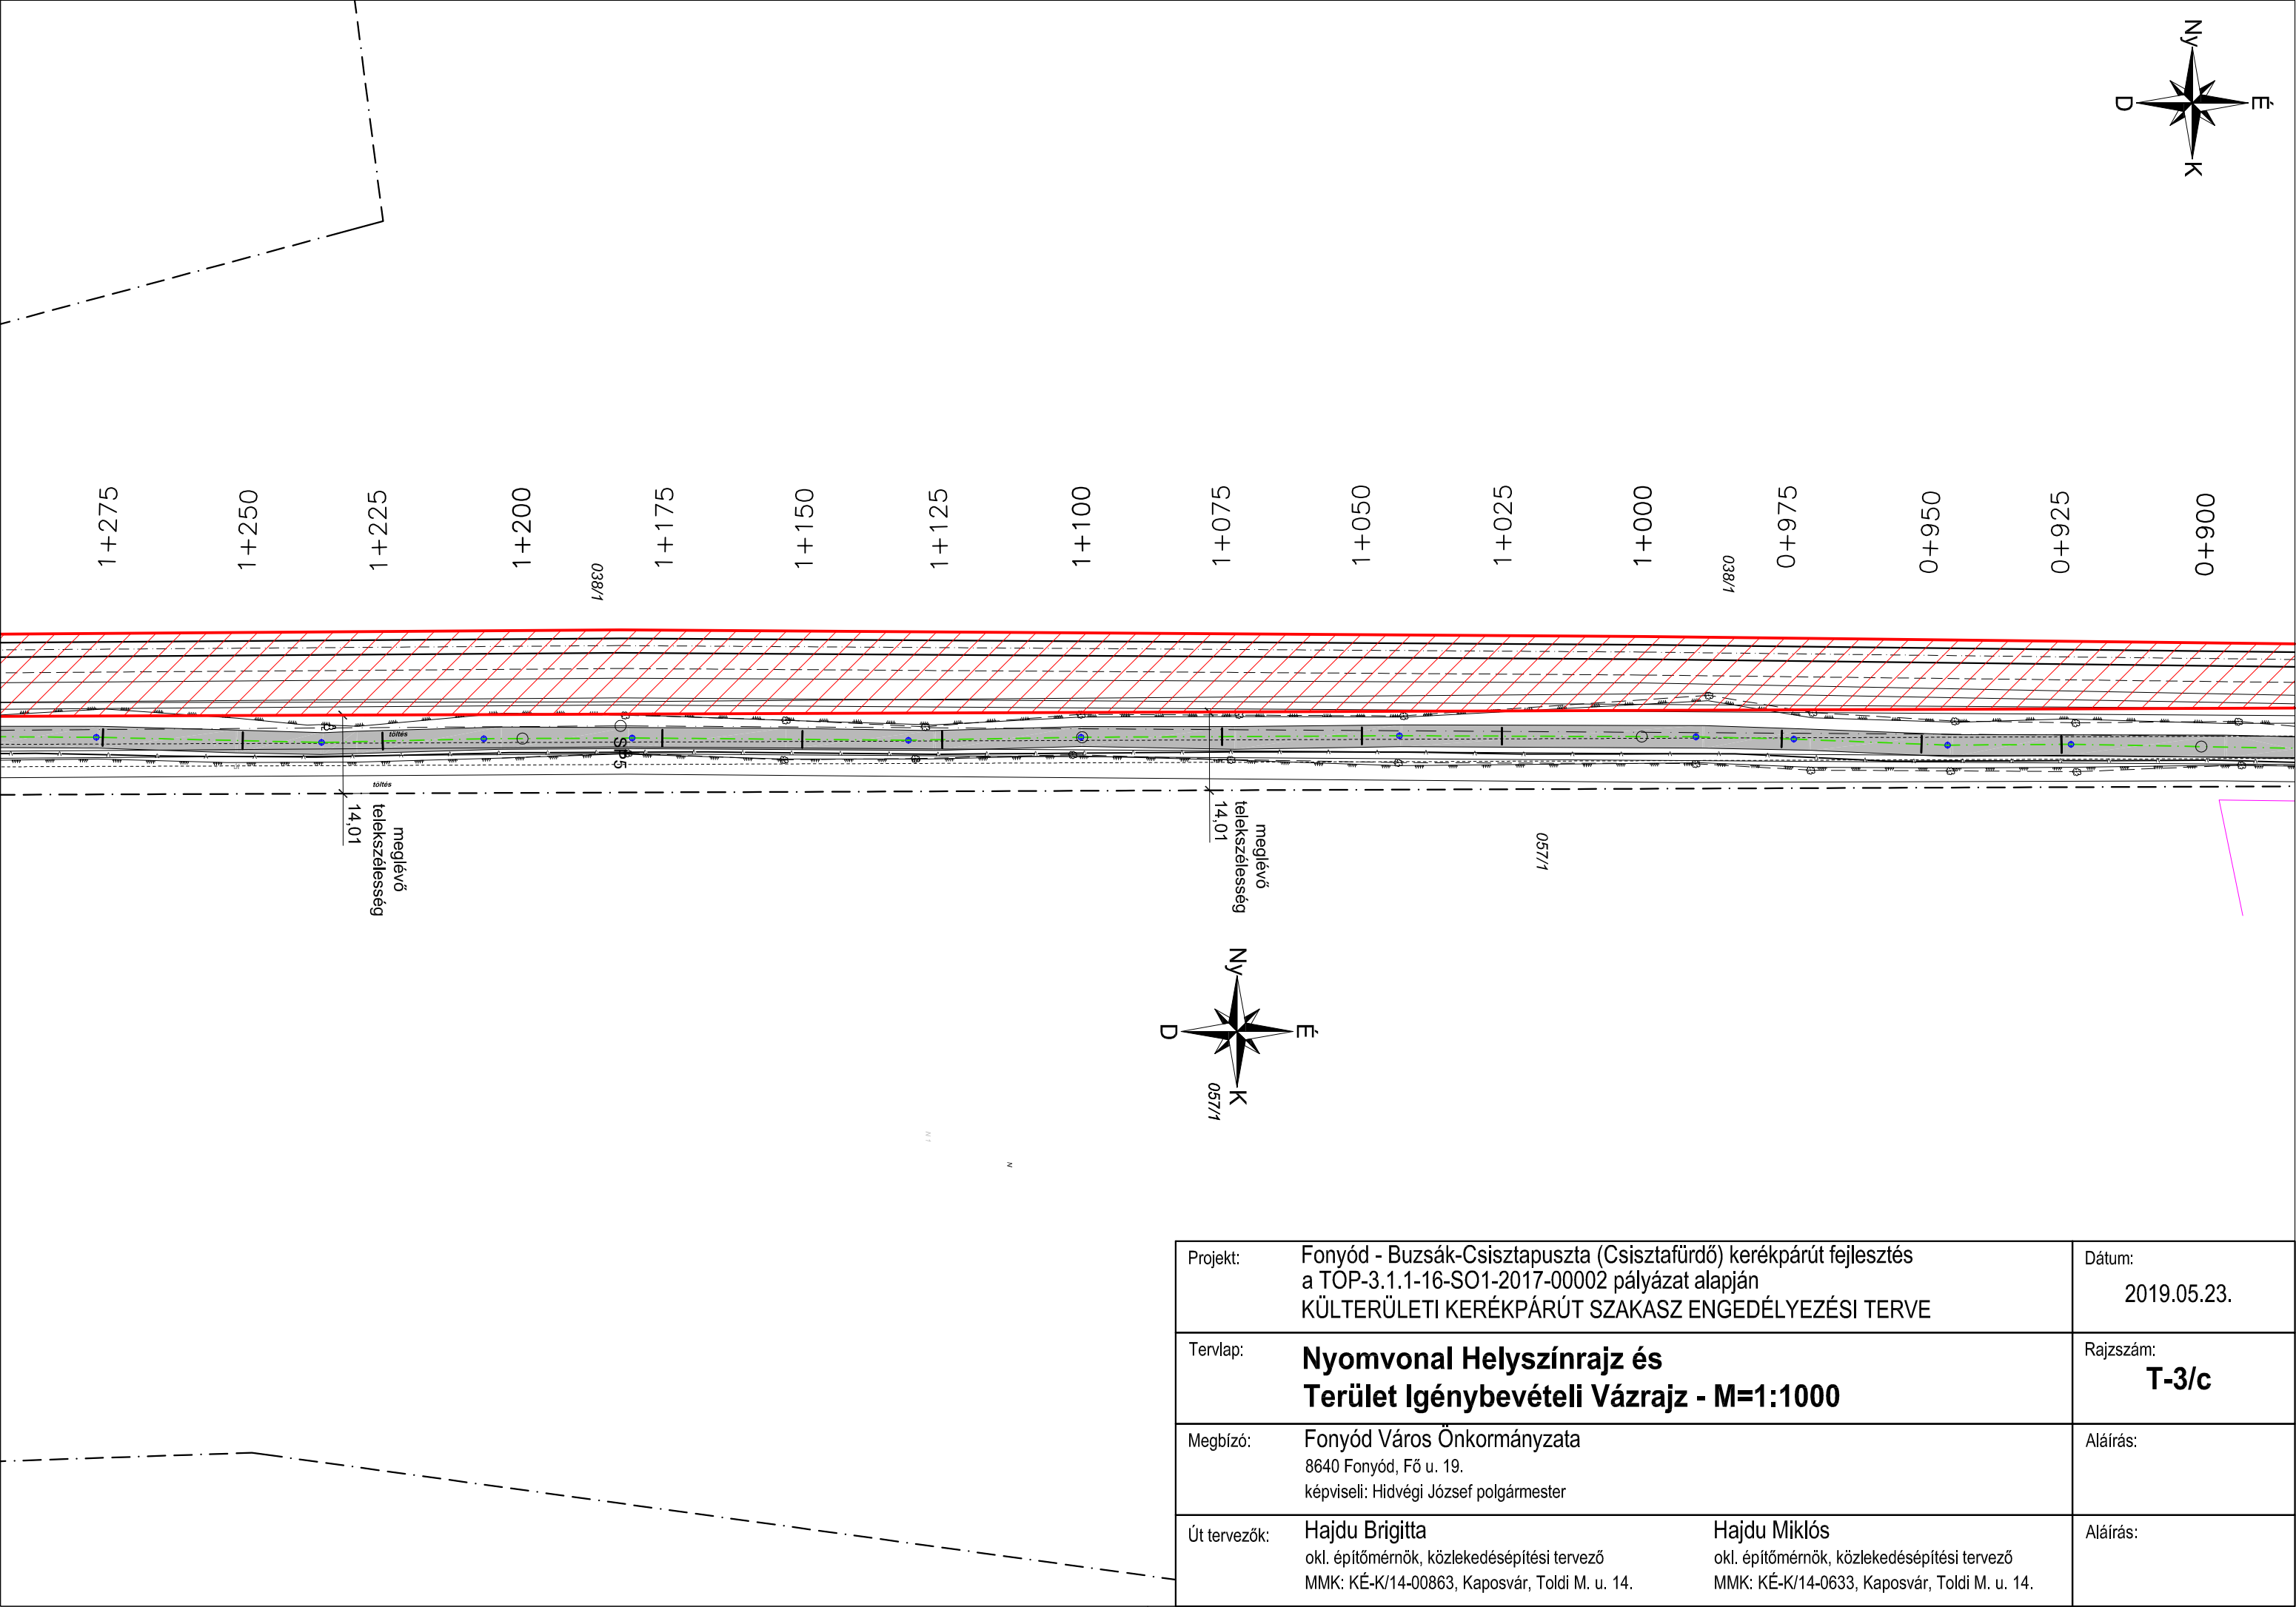 Ny
É
D
K
1+275
1+250
1+225
1+200
1+175
1+150
1+125
1+100
1+075
1+050
1+025
1+000
0+975
0+950
0+925
0+900
038/1
038/1
töltés
töltés
meglévő
telekszélesség
14,01
meglévő
telekszélesség
14,01
057/1
Ny
É
D
K
057/1
N
Projekt:
Fonyód - Buzsák-Csisztapuszta (Csisztafürdő) kerékpárút fejlesztés
a TOP-3.1.1-16-SO1-2017-00002 pályázat alapján
KÜLTERÜLETI KERÉKPÁRÚT SZAKASZ ENGEDÉLYEZÉSI TERVE
Dátum:
2019.05.23.
Tervlap:
Nyomvonal Helyszínrajz és
Terület Igénybevételi Vázrajz - M=1:1000
Rajzszám:
T-3/c
Megbízó:
Fonyód Város Önkormányzata
8640 Fonyód, Fő u. 19.
képviseli: Hidvégi József polgármester
Aláírás:
Út tervezők:
Hajdu Brigitta
okl. építőmérnök, közlekedésépítési tervező
MMK: KÉ-K/14-00863, Kaposvár, Toldi M. u. 14.
Hajdu Miklós
okl. építőmérnök, közlekedésépítési tervező
MMK: KÉ-K/14-0633, Kaposvár, Toldi M. u. 14.
Aláírás: